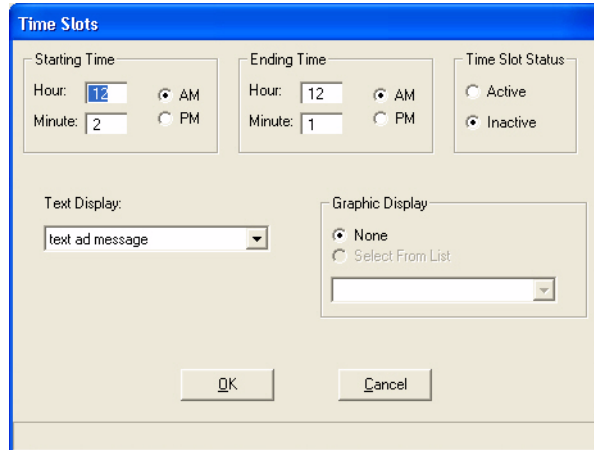 Time Slots
Starting Time
Hour: 12
AM
Minute: 2
PM
Ending Time
Hour: 12
AM
Minute: 1
PM
Time Slot Status
Active
Inactive
Text Display:
text ad message
Graphic Display
None
Select From List
OK
Cancel